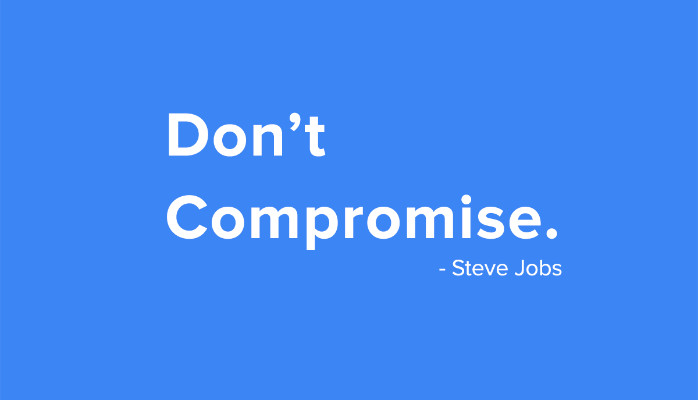 Don’t
Compromise.
- Steve Jobs